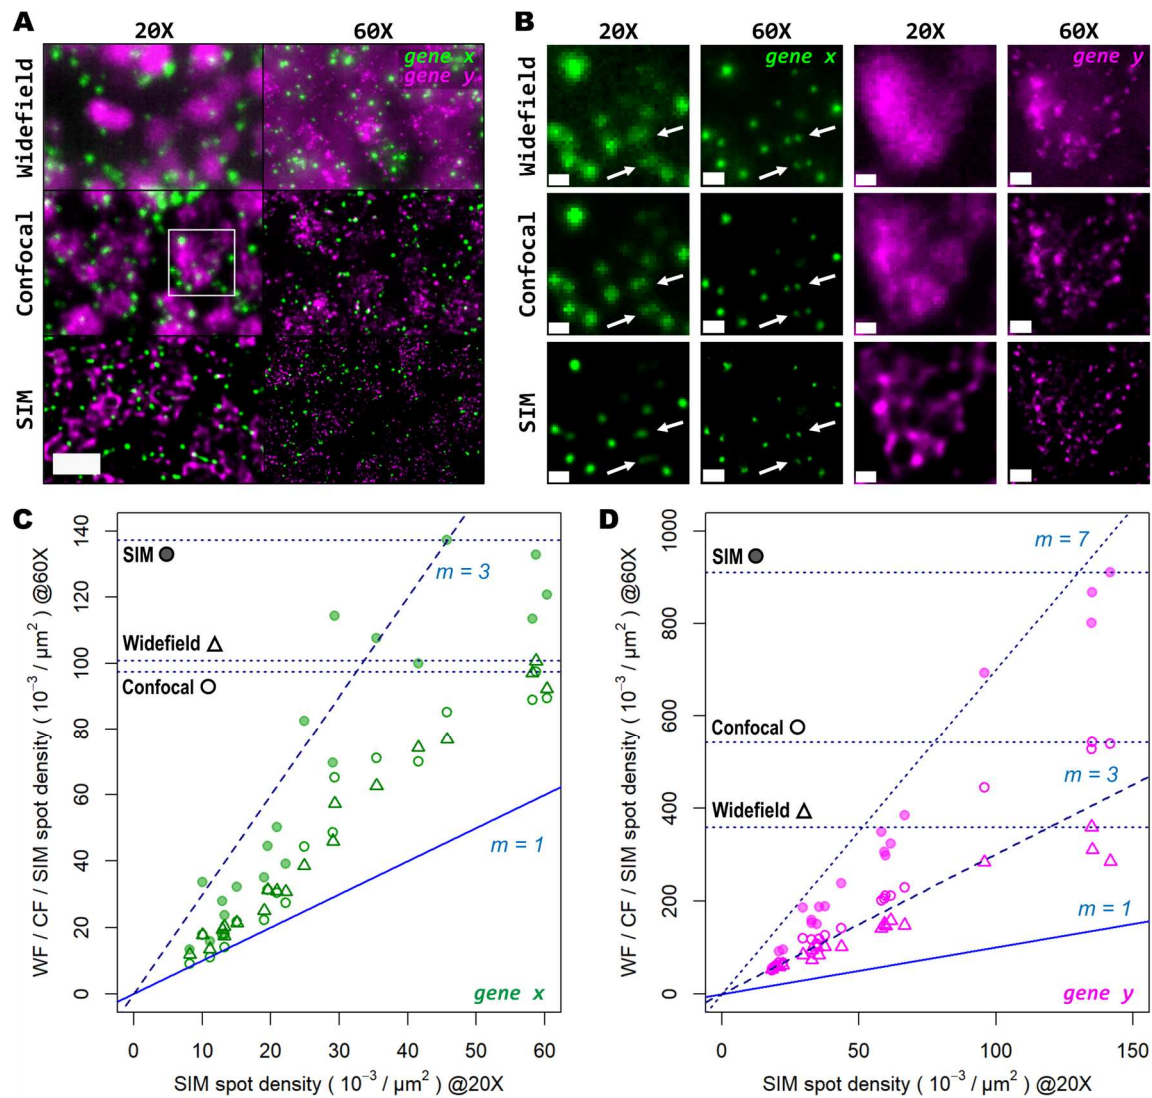 A
20X
60X
Widefield
gene x
gene y
Confocal
SIM
B
20X
60X
20X
60X
Widefield
gene x
gene y
Confocal
SIM
C
WF / CF / SIM spot density ( 10⁻³ / μm² ) @60X
140
120
100
80
60
40
20
0
SIM
Widefield
Confocal
m = 3
m = 1
gene x
0 10 20 30 40 50 60
SIM spot density ( 10⁻³ / μm² ) @20X
D
WF / CF / SIM spot density ( 10⁻³ / μm² ) @60X
1000
800
600
400
200
0
SIM
Confocal
Widefield
m = 7
m = 3
m = 1
gene y
0 50 100 150
SIM spot density ( 10⁻³ / μm² ) @20X